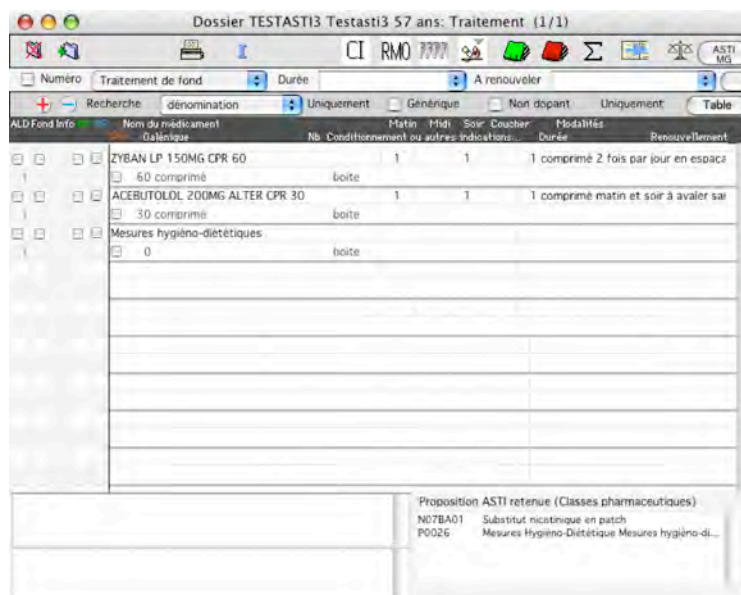 Dossier TESTASTI3 Testasti3 57 ans: Traitement (1/1)
CI RMO ???? Σ ASTI MG
Numéro Traitement de fond Durée A renouveler
Recherche dénomination Uniquement Générique Non dopant Uniquement Table
ALD Fond Info Nom du médicament Matin Midi Soir Coucher Modalités
Galénique Nb Conditionnement ou autres indications... Durée Renouvellement
ZYBAN LP 150MG CPR 60 1 1 1 comprimé 2 fois par jour en espaca
1 60 comprimé boite
ACEBUTOLOL 200MG ALTER CPR 30 1 1 1 comprimé matin et soir à avaler sai
1 30 comprimé boite
Mesures hygiéno-diététiques
1 0 boite
Proposition ASTI retenue (Classes pharmaceutiques)
N07BA01 Substitut nicotinique en patch
P0026 Mesures Hygiéno-Diététique Mesures hygiéno-di...